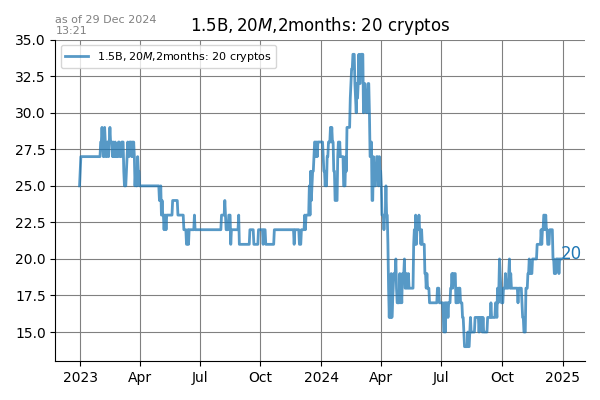 as of 29 Dec 2024
13:21
1.5B, 20M,2months: 20 cryptos
1.5B, 20M,2months: 20 cryptos
35.0
32.5
30.0
27.5
25.0
22.5
20.0
17.5
15.0
20
2023 Apr Jul Oct 2024 Apr Jul Oct 2025